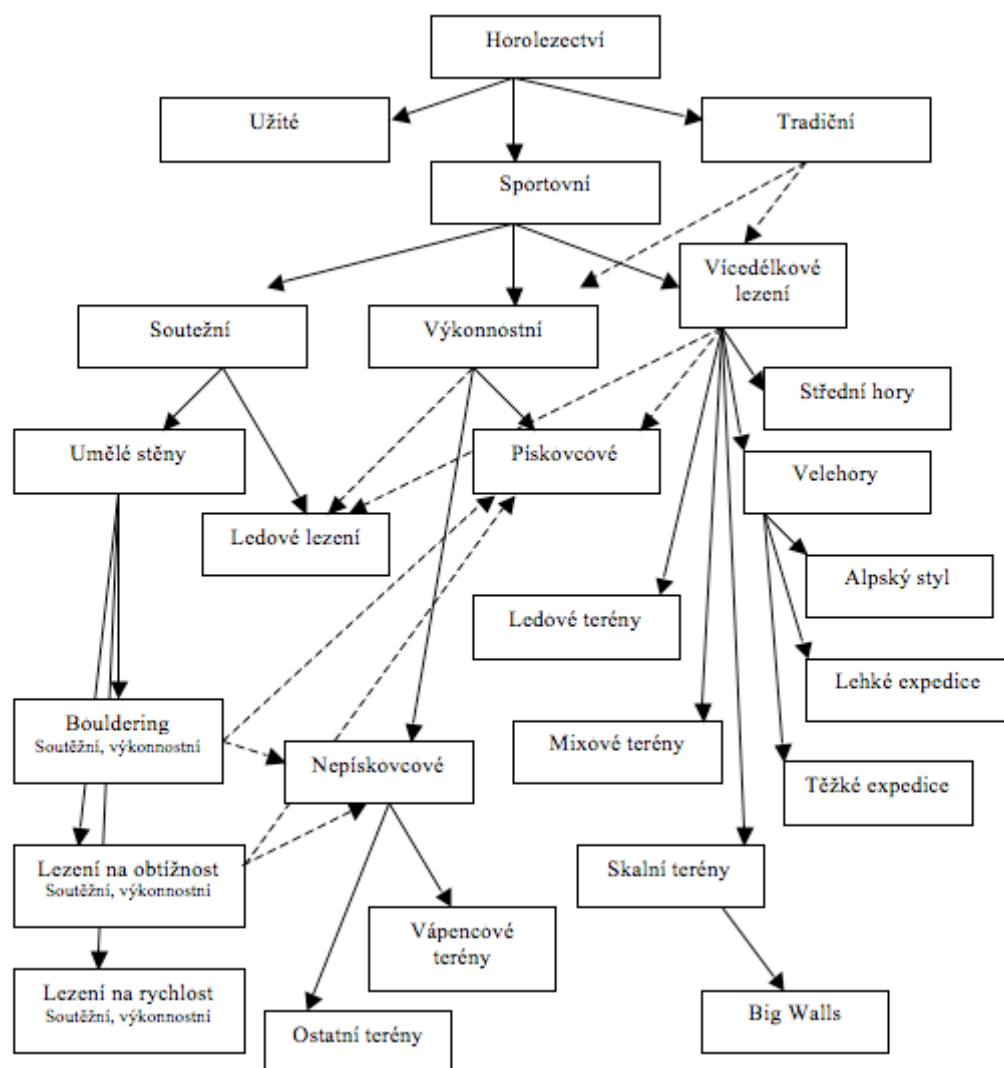 Horolezectví
Užité
Tradiční
Sportovní
Vícedélkové
lezení
Soutežní
Výkonnostní
Střední hory
Umělé stěny
Pískovcové
Velehory
Ledové lezení
Alpský styl
Ledové terény
Lehké expedice
Bouldering
Soutěžní, výkonnostní
Nepískovcové
Mixové terény
Těžké expedice
Lezení na obtížnost
Soutěžní, výkonnostní
Skalní terény
Vápencové
terény
Lezení na rychlost
Soutěžní, výkonnostní
Ostatní terény
Big Walls